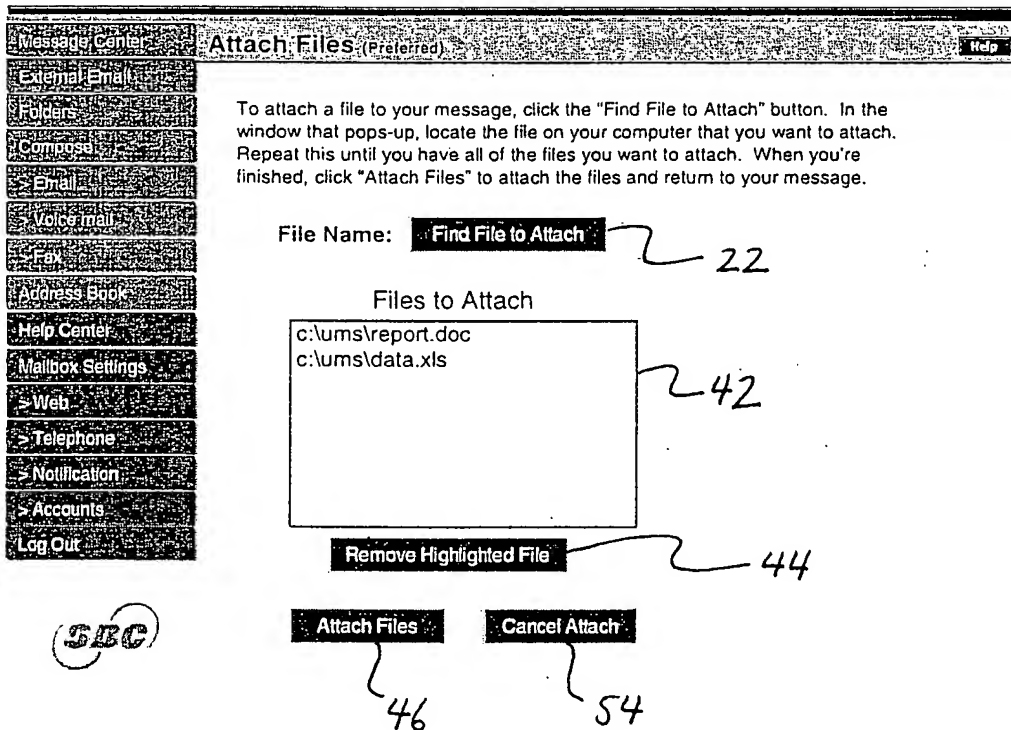 Message Center
Attach Files (Preferred)
Help
External Email
Folders
Compose
> Email
> Voice mail
> Fax
Address Book
Help Center
Mailbox Settings
> Web
> Telephone
> Notification
> Accounts
Log Out
SBC
To attach a file to your message, click the "Find File to Attach" button. In the
window that pops-up, locate the file on your computer that you want to attach.
Repeat this until you have all of the files you want to attach. When you're
finished, click "Attach Files" to attach the files and return to your message.
File Name: Find File to Attach
22
Files to Attach
c:\ums\report.doc
c:\ums\data.xls
42
Remove Highlighted File
44
Attach Files Cancel Attach
46 54